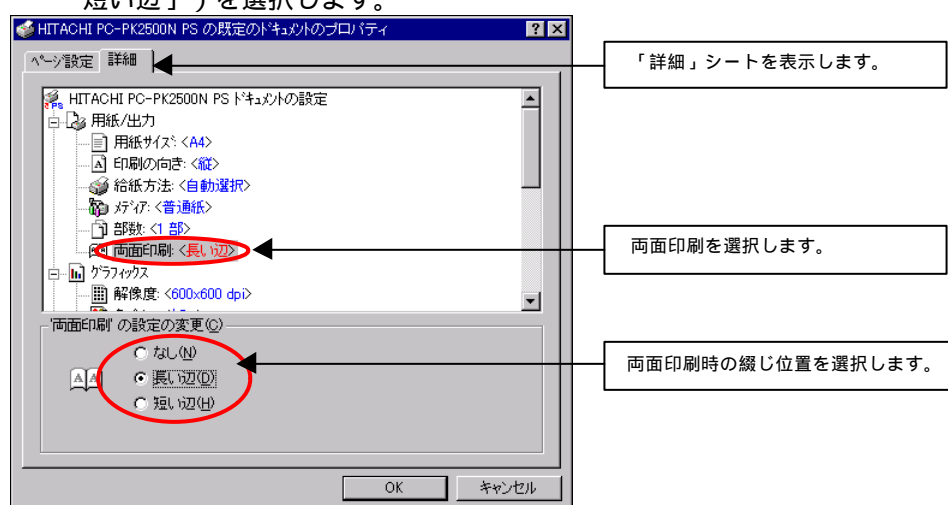 短い辺」）を選択します。
HITACHI PC-PK2500N PS の既定のドキュメントのプロパティ
ページ設定 詳細
「詳細」シートを表示します。
HITACHI PC-PK2500N PS ドキュメントの設定
用紙/出力
用紙サイズ: <A4>
印刷の向き: <縦>
給紙方法: <自動選択>
メディア: <普通紙>
部数: <1 部>
両面印刷: <長い辺>
両面印刷を選択します。
グラフィックス
解像度: <600x600 dpi>
'両面印刷' の設定の変更(C)
なし(N)
長い辺(D)
短い辺(H)
両面印刷時の綴じ位置を選択します。
OK キャンセル